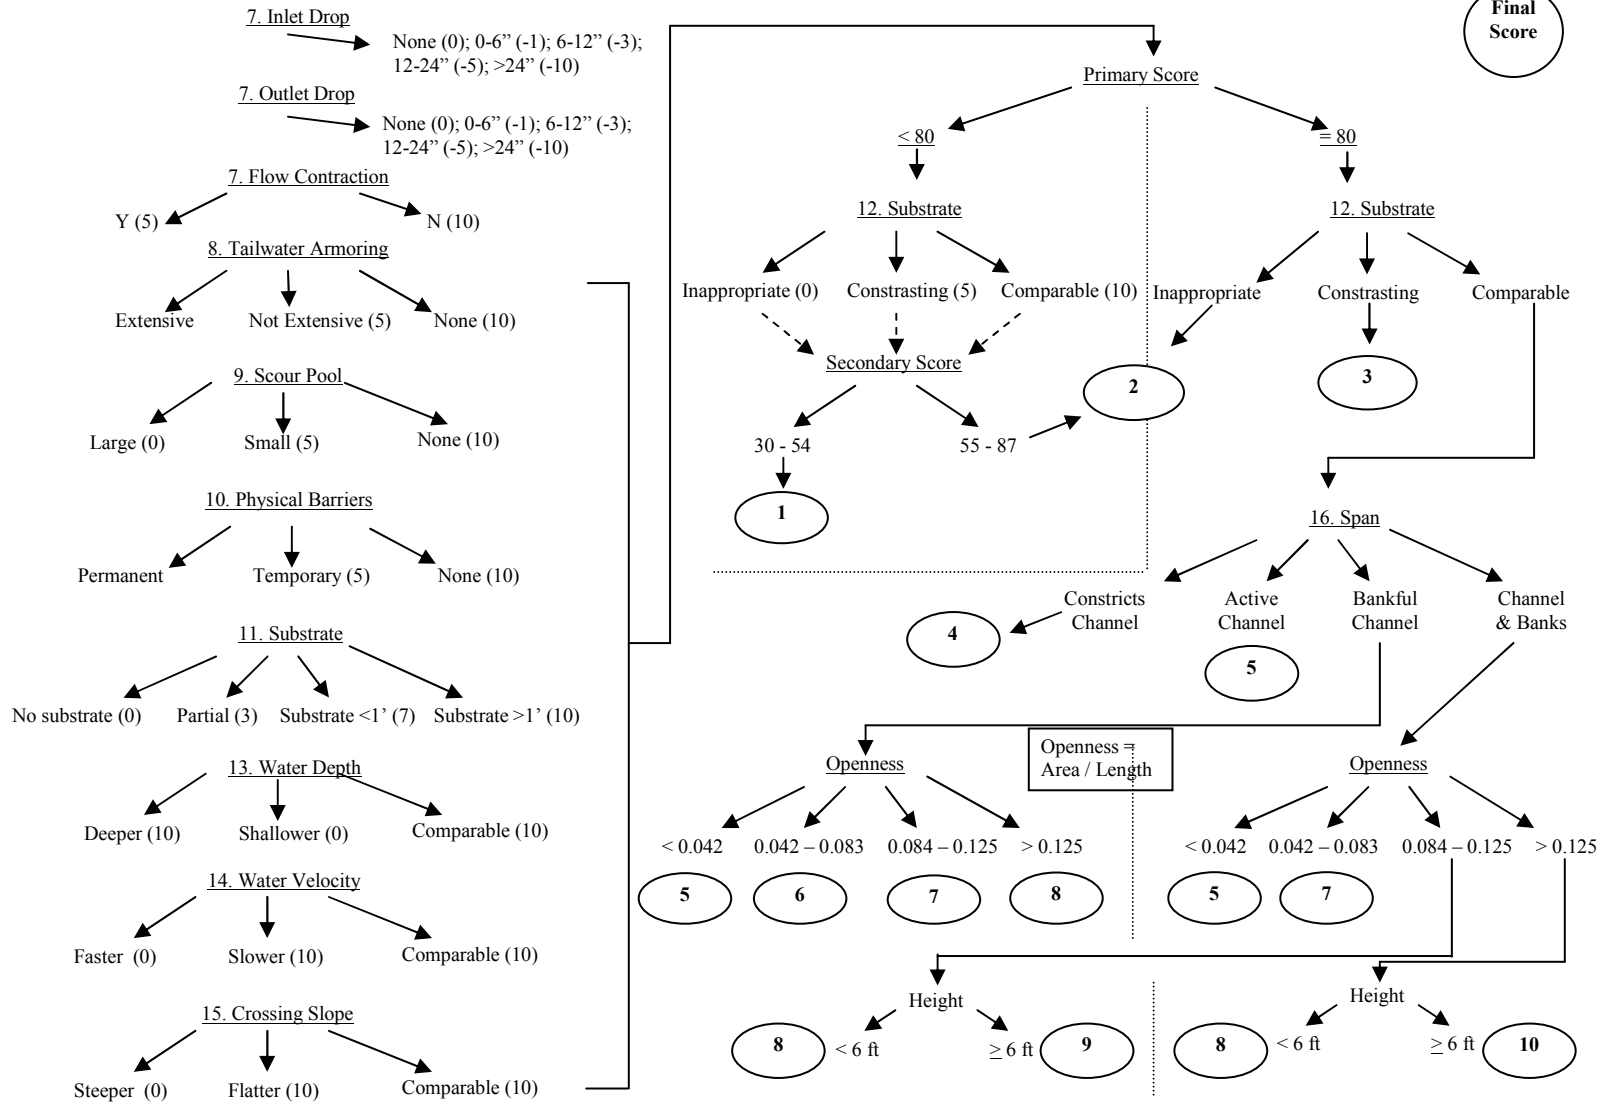 7. Inlet Drop
None (0); 0-6” (-1); 6-12” (-3);
12-24” (-5); >24” (-10)
7. Outlet Drop
None (0); 0-6” (-1); 6-12” (-3);
12-24” (-5); >24” (-10)
7. Flow Contraction
Y (5)
N (10)
8. Tailwater Armoring
Extensive
Not Extensive (5)
None (10)
9. Scour Pool
Large (0)
Small (5)
None (10)
10. Physical Barriers
Permanent
Temporary (5)
None (10)
11. Substrate
No substrate (0)
Partial (3)
Substrate <1’ (7)
Substrate >1’ (10)
13. Water Depth
Deeper (10)
Shallower (0)
Comparable (10)
14. Water Velocity
Faster (0)
Slower (10)
Comparable (10)
15. Crossing Slope
Steeper (0)
Flatter (10)
Comparable (10)
Final
Score
Primary Score
< 80
= 80
12. Substrate
Inappropriate (0)
Constrasting (5)
Comparable (10)
Secondary Score
30 - 54
55 - 87
1
2
12. Substrate
Inappropriate
Constrasting
Comparable
3
16. Span
Constricts
Channel
Active
Channel
Bankful
Channel
Channel
& Banks
4
5
Openness =
Area / Length
Openness
< 0.042
0.042 – 0.083
0.084 – 0.125
> 0.125
5
6
7
8
Openness
< 0.042
0.042 – 0.083
0.084 – 0.125
> 0.125
5
7
Height
8
< 6 ft
≥ 6 ft
9
Height
8
< 6 ft
≥ 6 ft
10